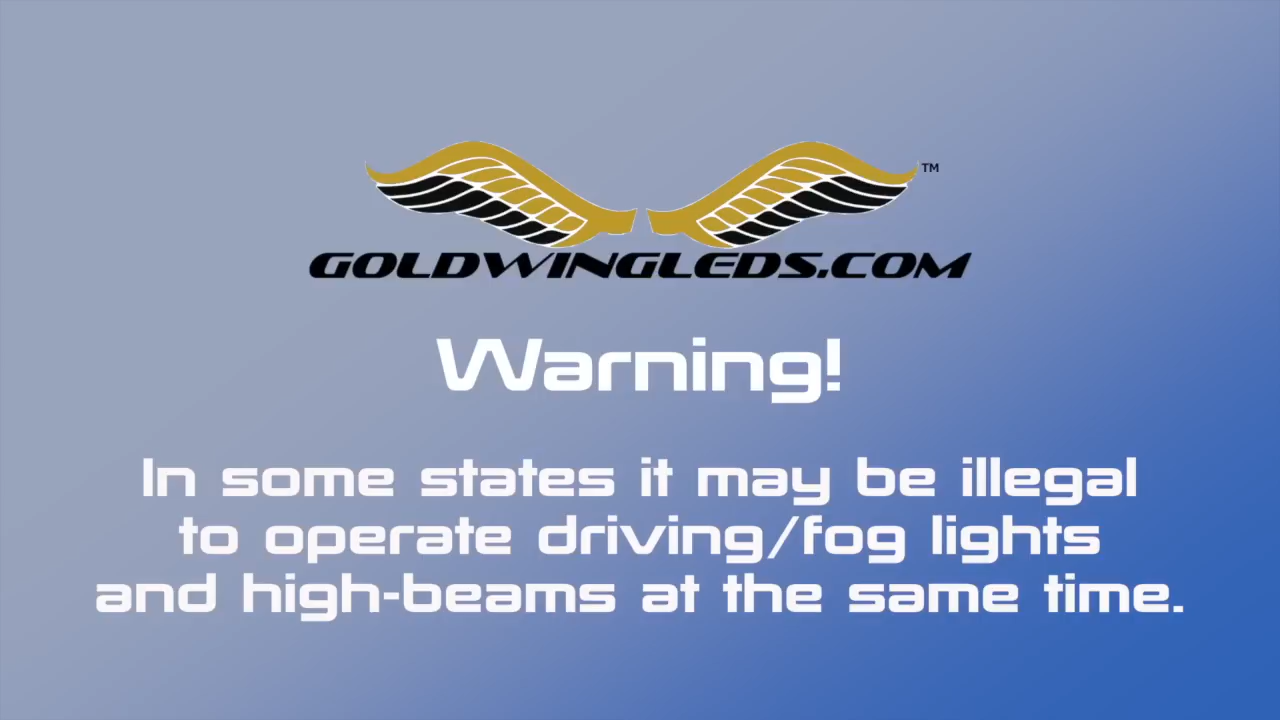 TM
GOLDWINGLEDS.COM
Warning!
In some states it may be illegal
to operate driving/fog lights
and high-beams at the same time.